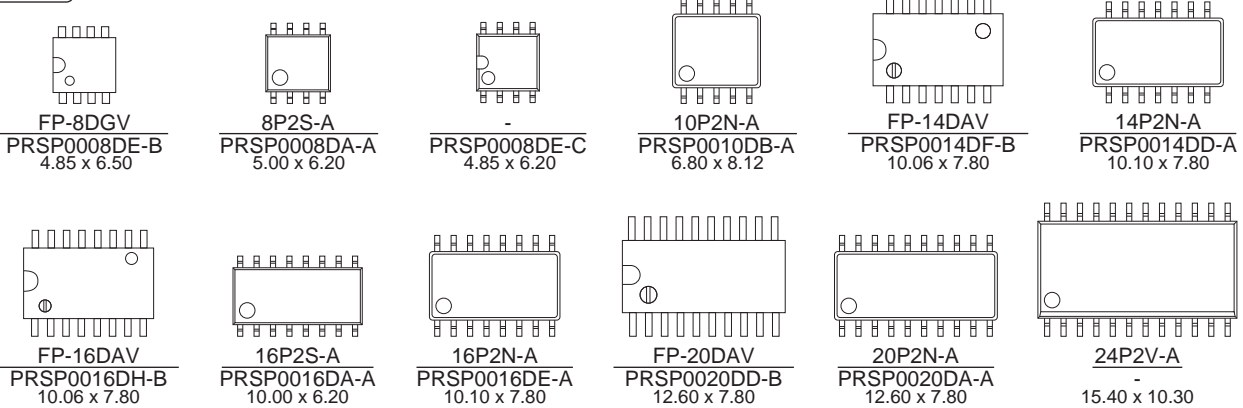 FP-8DGV
PRSP0008DE-B
4.85 x 6.50
8P2S-A
PRSP0008DA-A
5.00 x 6.20
-
PRSP0008DE-C
4.85 x 6.20
10P2N-A
PRSP0010DB-A
6.80 x 8.12
FP-14DAV
PRSP0014DF-B
10.06 x 7.80
14P2N-A
PRSP0014DD-A
10.10 x 7.80
FP-16DAV
PRSP0016DH-B
10.06 x 7.80
16P2S-A
PRSP0016DA-A
10.00 x 6.20
16P2N-A
PRSP0016DE-A
10.10 x 7.80
FP-20DAV
PRSP0020DD-B
12.60 x 7.80
20P2N-A
PRSP0020DA-A
12.60 x 7.80
24P2V-A
-
15.40 x 10.30